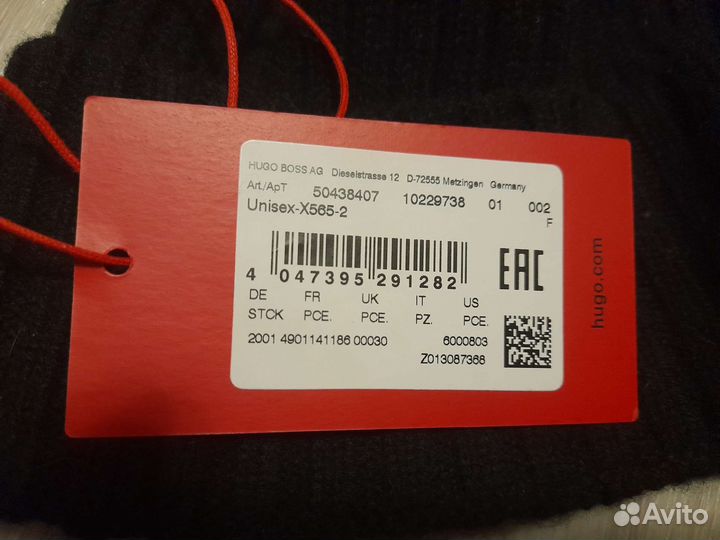 HUGO BOSS AG Dieselstrasse 12 D-72555 Metzingen Germany
Art./АрТ 50438407 10229738 01 002
Unisex-X565-2 F
4 047395 291282
EAC
DE FR UK IT US
STCK PCE. PCE. PZ. PCE.
2001 4901141186 00030 6000803
Z013087368
hugo.com
Avito